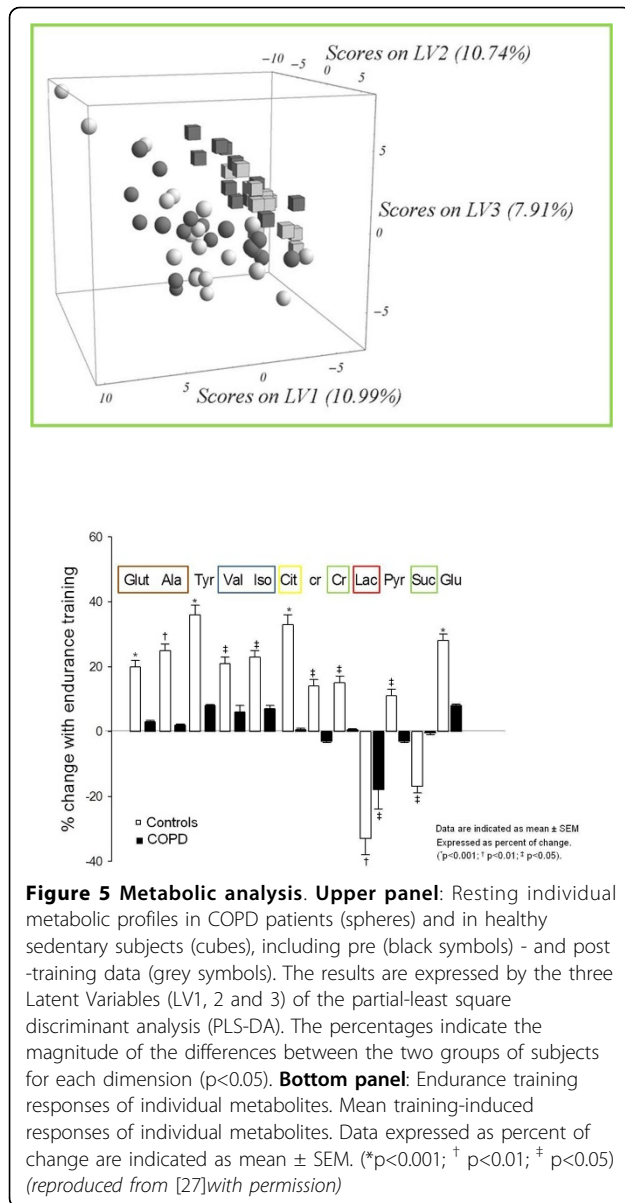 Scores on LV2 (10.74%)
-10 -5 0 5
5
Scores on LV3 (7.91%)
0
-5
10 5 0 -5
Scores on LV1 (10.99%)
60
40
20
0
-20
-40
% change with endurance training
Glut Ala Tyr Val Iso Cit cr Cr Lac Pyr Suc Glu
* † * ‡ ‡ * ‡ ‡ † ‡ ‡ ‡ *
Controls
COPD
Data are indicated as mean ± SEM
Expressed as percent of change.
(*p<0.001; † p<0.01; ‡ p<0.05).
Figure 5 Metabolic analysis. Upper panel: Resting individual
metabolic profiles in COPD patients (spheres) and in healthy
sedentary subjects (cubes), including pre (black symbols) - and post
-training data (grey symbols). The results are expressed by the three
Latent Variables (LV1, 2 and 3) of the partial-least square
discriminant analysis (PLS-DA). The percentages indicate the
magnitude of the differences between the two groups of subjects
for each dimension (p<0.05). Bottom panel: Endurance training
responses of individual metabolites. Mean training-induced
responses of individual metabolites. Data expressed as percent of
change are indicated as mean ± SEM. (*p<0.001; † p<0.01; ‡ p<0.05)
(reproduced from [27]with permission)